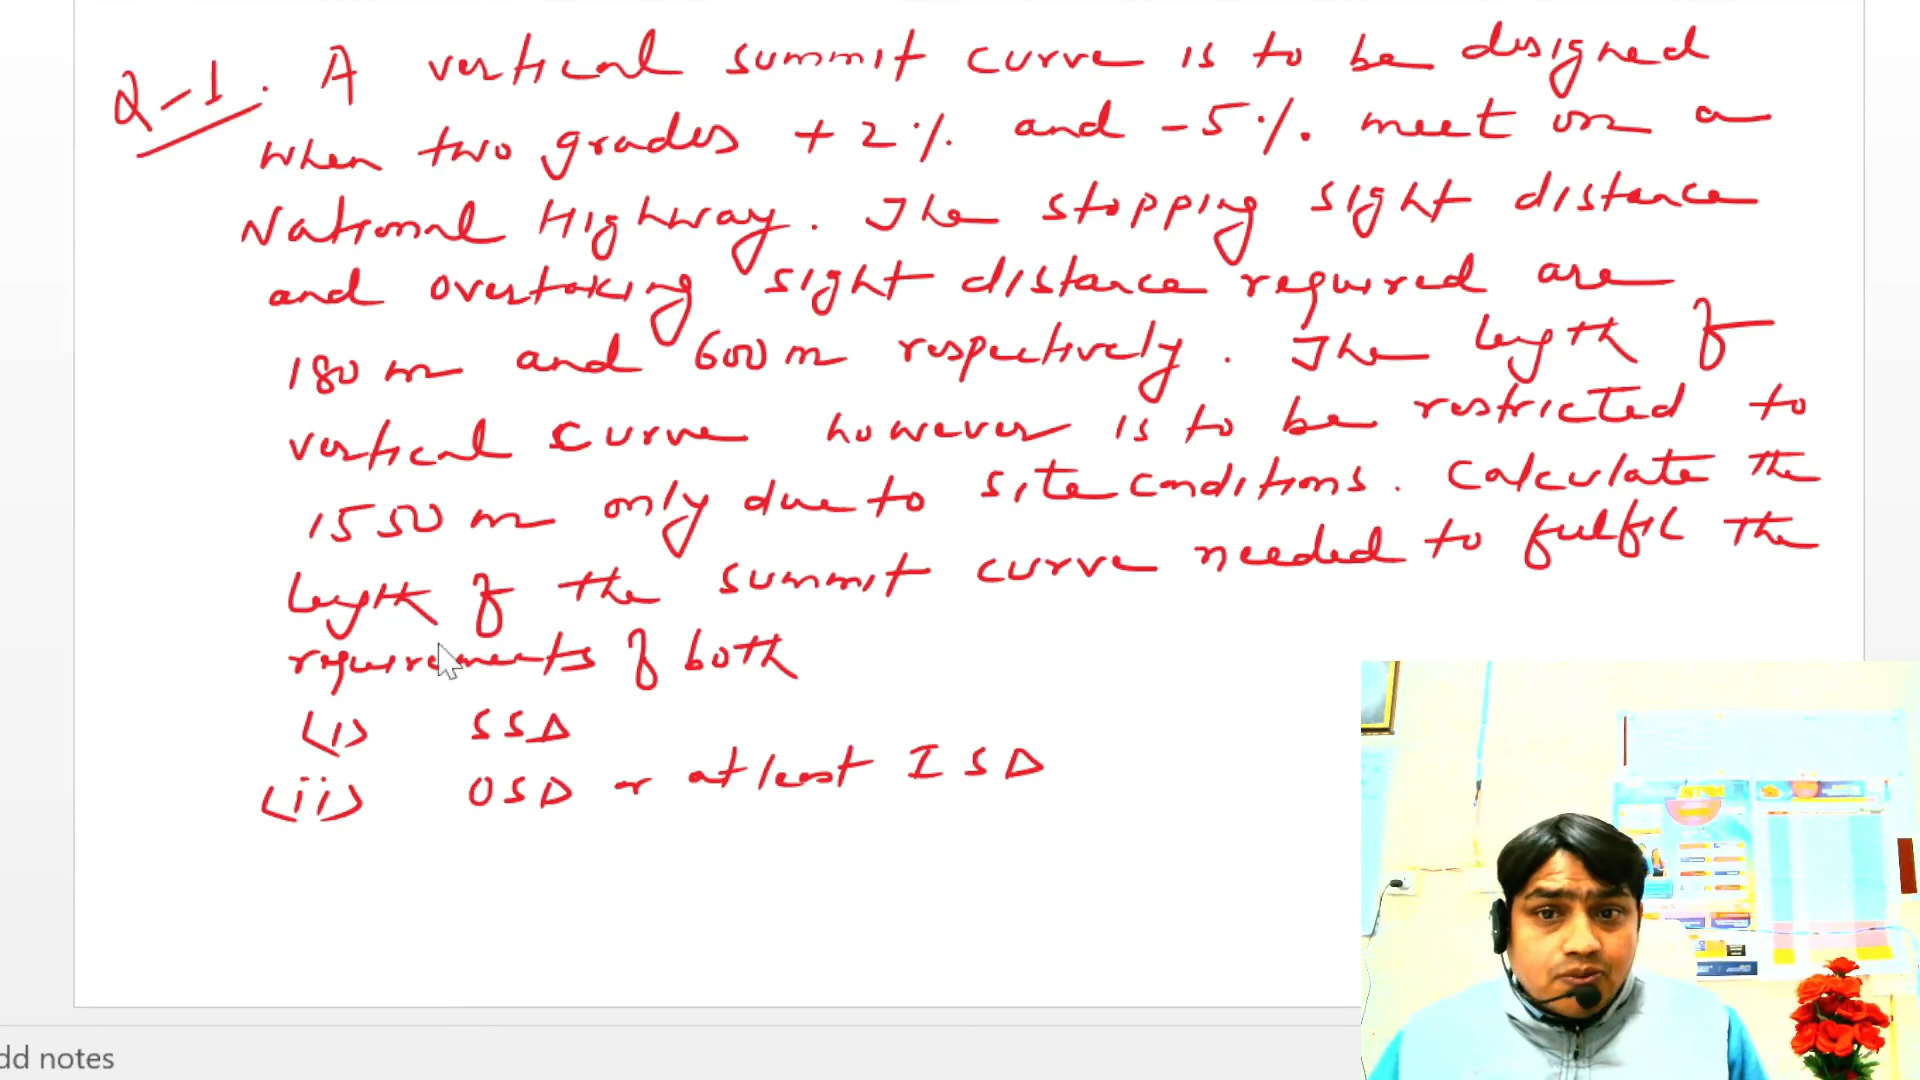 Q-1. A vertical summit curve is to be designed
when two grades +2% and -5% meet on a
National Highway. The stopping sight distance
and overtaking sight distance required are
180 m and 600 m respectively. The length of
vertical curve however is to be restricted to
1550 m only due to site conditions. Calculate the
length of the summit curve needed to fulfil the
requirements of both
(i) SSD
(ii) OSD or at least ISD
dd notes